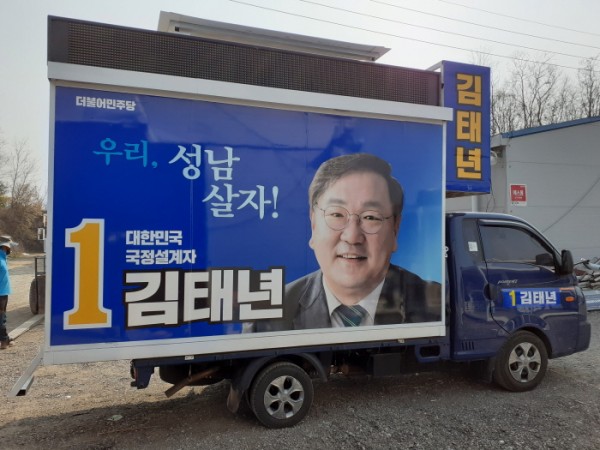 더불어민주당
우리, 성남
살자!
1
대한민국
국정설계자
김태년
김태년
1 김태년